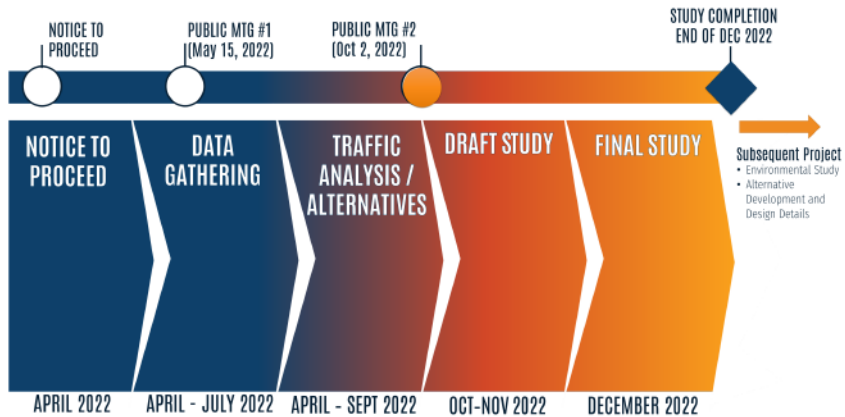 NOTICE TO
PROCEED
PUBLIC MTG #1
(May 15, 2022)
PUBLIC MTG #2
(Oct 2, 2022)
STUDY COMPLETION
END OF DEC 2022
NOTICE TO
PROCEED
DATA
GATHERING
TRAFFIC
ANALYSIS /
ALTERNATIVES
DRAFT STUDY
FINAL STUDY
Subsequent Project
• Environmental Study
• Alternative
Development and
Design Details
APRIL 2022
APRIL - JULY 2022
APRIL - SEPT 2022
OCT-NOV 2022
DECEMBER 2022